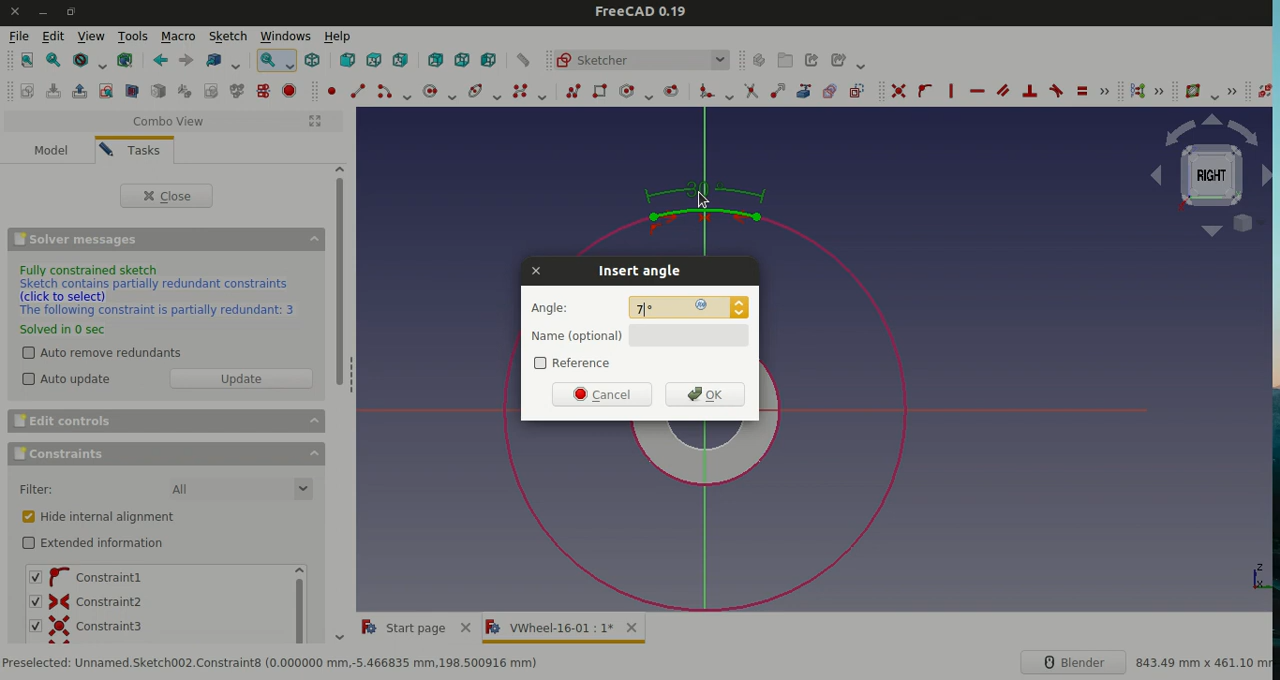 FreeCAD 0.19
File Edit View Tools Macro Sketch Windows Help
Sketcher
Combo View
Model Tasks
Close
Solver messages
Fully constrained sketch
Sketch contains partially redundant constraints
(click to select)
The following constraint is partially redundant: 3
Solved in 0 sec
Auto remove redundants
Auto update Update
Edit controls
Constraints
Filter: All
Hide internal alignment
Extended information
Constraint1
Constraint2
Constraint3
RIGHT
Insert angle
Angle: 7°
Name (optional)
Reference
Cancel OK
Z
Start page VWheel-16-01 : 1*
Preselected: Unnamed.Sketch002.Constraint8 (0.000000 mm,-5.466835 mm,198.500916 mm) Blender 843.49 mm x 461.10